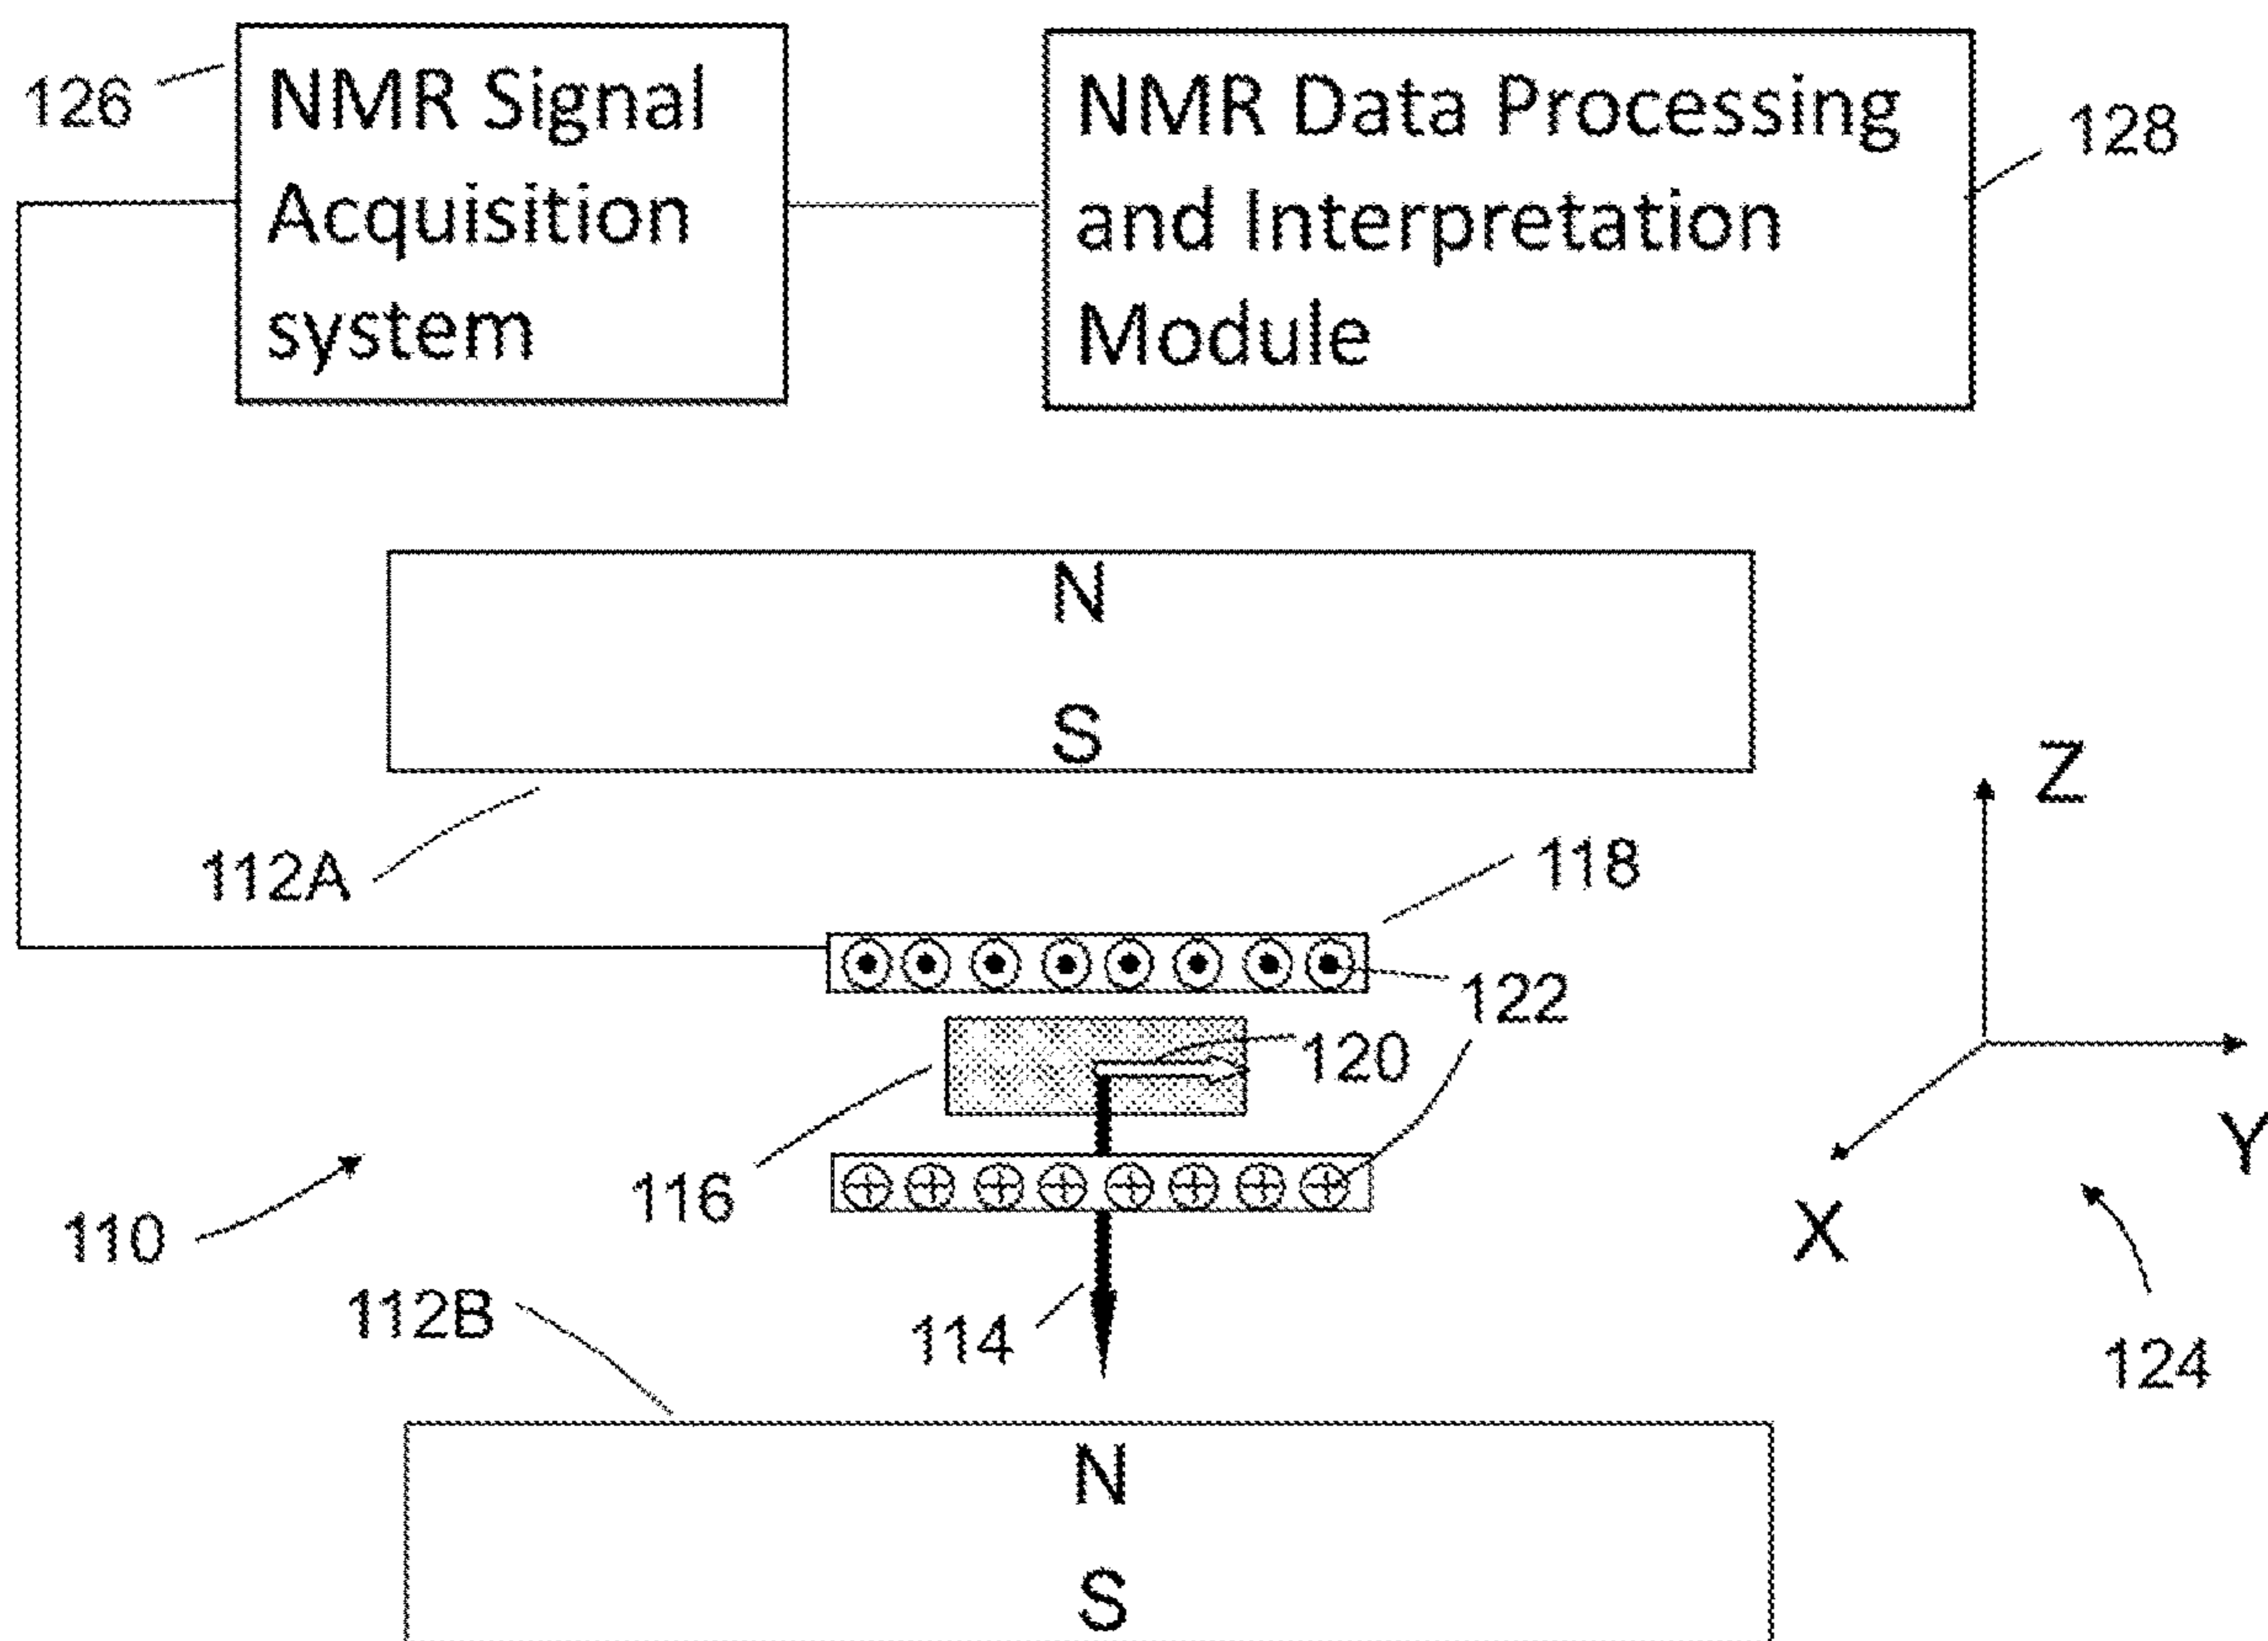 126
NMR Signal
Acquisition
system
NMR Data Processing
and Interpretation
Module
128
N
S
112A
118
122
120
116
110
112B
114
Z
Y
X
124
N
S